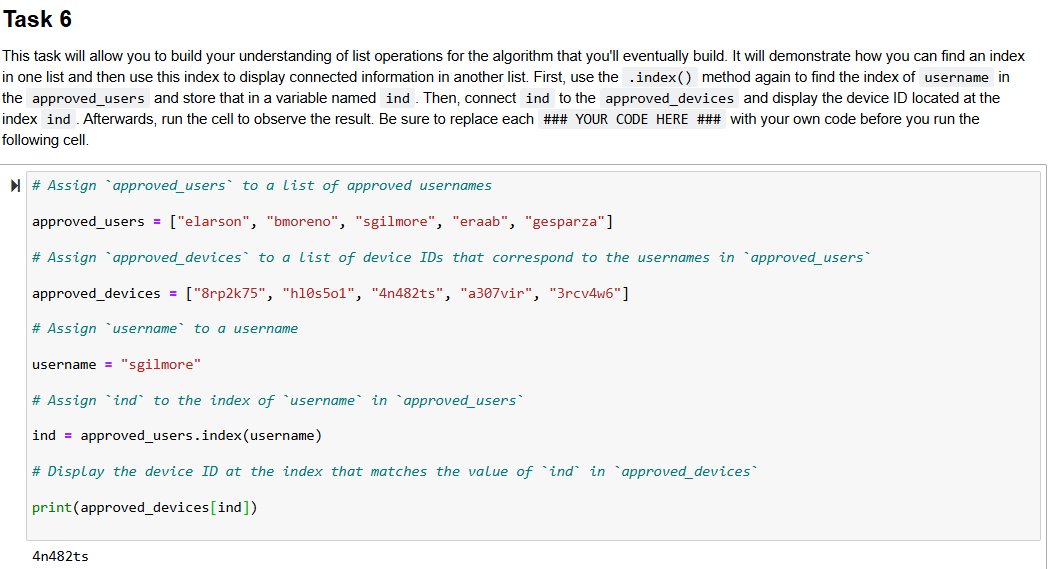 Task 6
This task will allow you to build your understanding of list operations for the algorithm that you'll eventually build. It will demonstrate how you can find an index
in one list and then use this index to display connected information in another list. First, use the .index() method again to find the index of username in
the approved_users and store that in a variable named ind . Then, connect ind to the approved_devices and display the device ID located at the
index ind . Afterwards, run the cell to observe the result. Be sure to replace each ### YOUR CODE HERE ### with your own code before you run the
following cell.
# Assign `approved_users` to a list of approved usernames
approved_users = ["elarson", "bmoreno", "sgilmore", "eraab", "gesparza"]
# Assign `approved_devices` to a list of device IDs that correspond to the usernames in `approved_users`
approved_devices = ["8rp2k75", "hl0s5o1", "4n482ts", "a307vir", "3rcv4w6"]
# Assign `username` to a username
username = "sgilmore"
# Assign `ind` to the index of `username` in `approved_users`
ind = approved_users.index(username)
# Display the device ID at the index that matches the value of `ind` in `approved_devices`
print(approved_devices[ind])
4n482ts